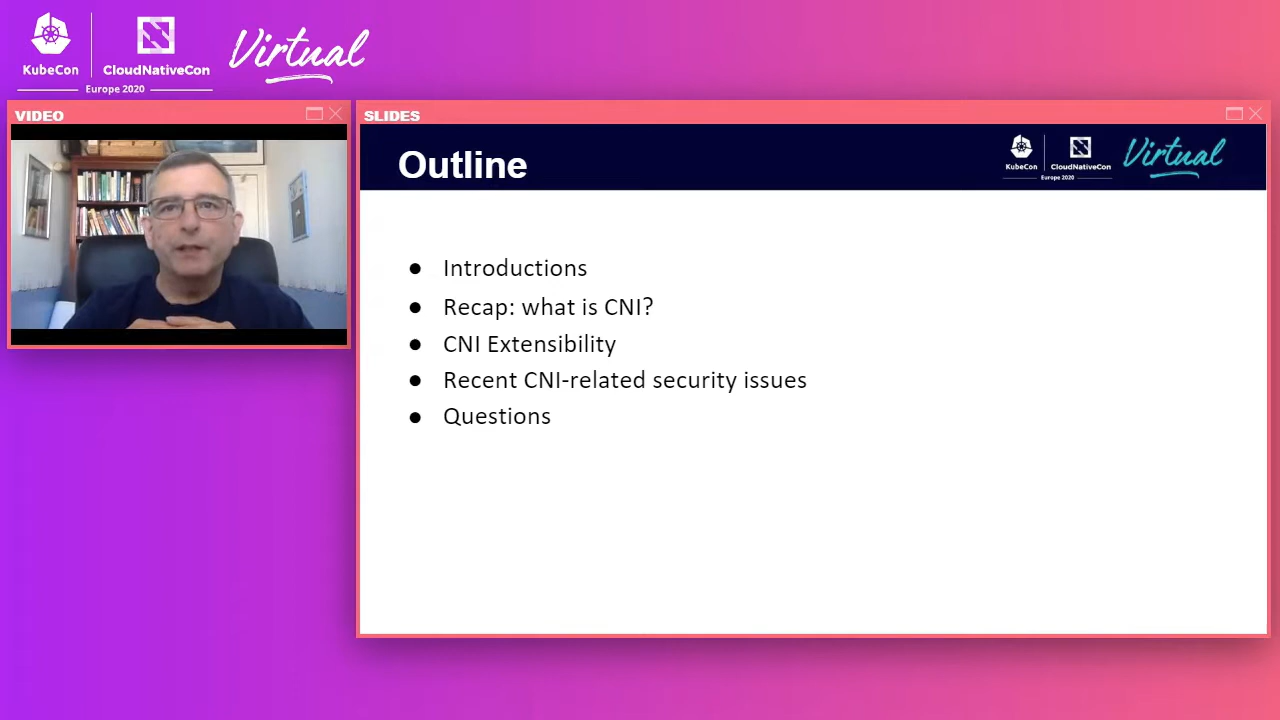 KubeCon
CloudNativeCon
Europe 2020
Virtual
VIDEO
SLIDES
Outline
KubeCon
CloudNativeCon
Europe 2020
Virtual
● Introductions
● Recap: what is CNI?
● CNI Extensibility
● Recent CNI-related security issues
● Questions